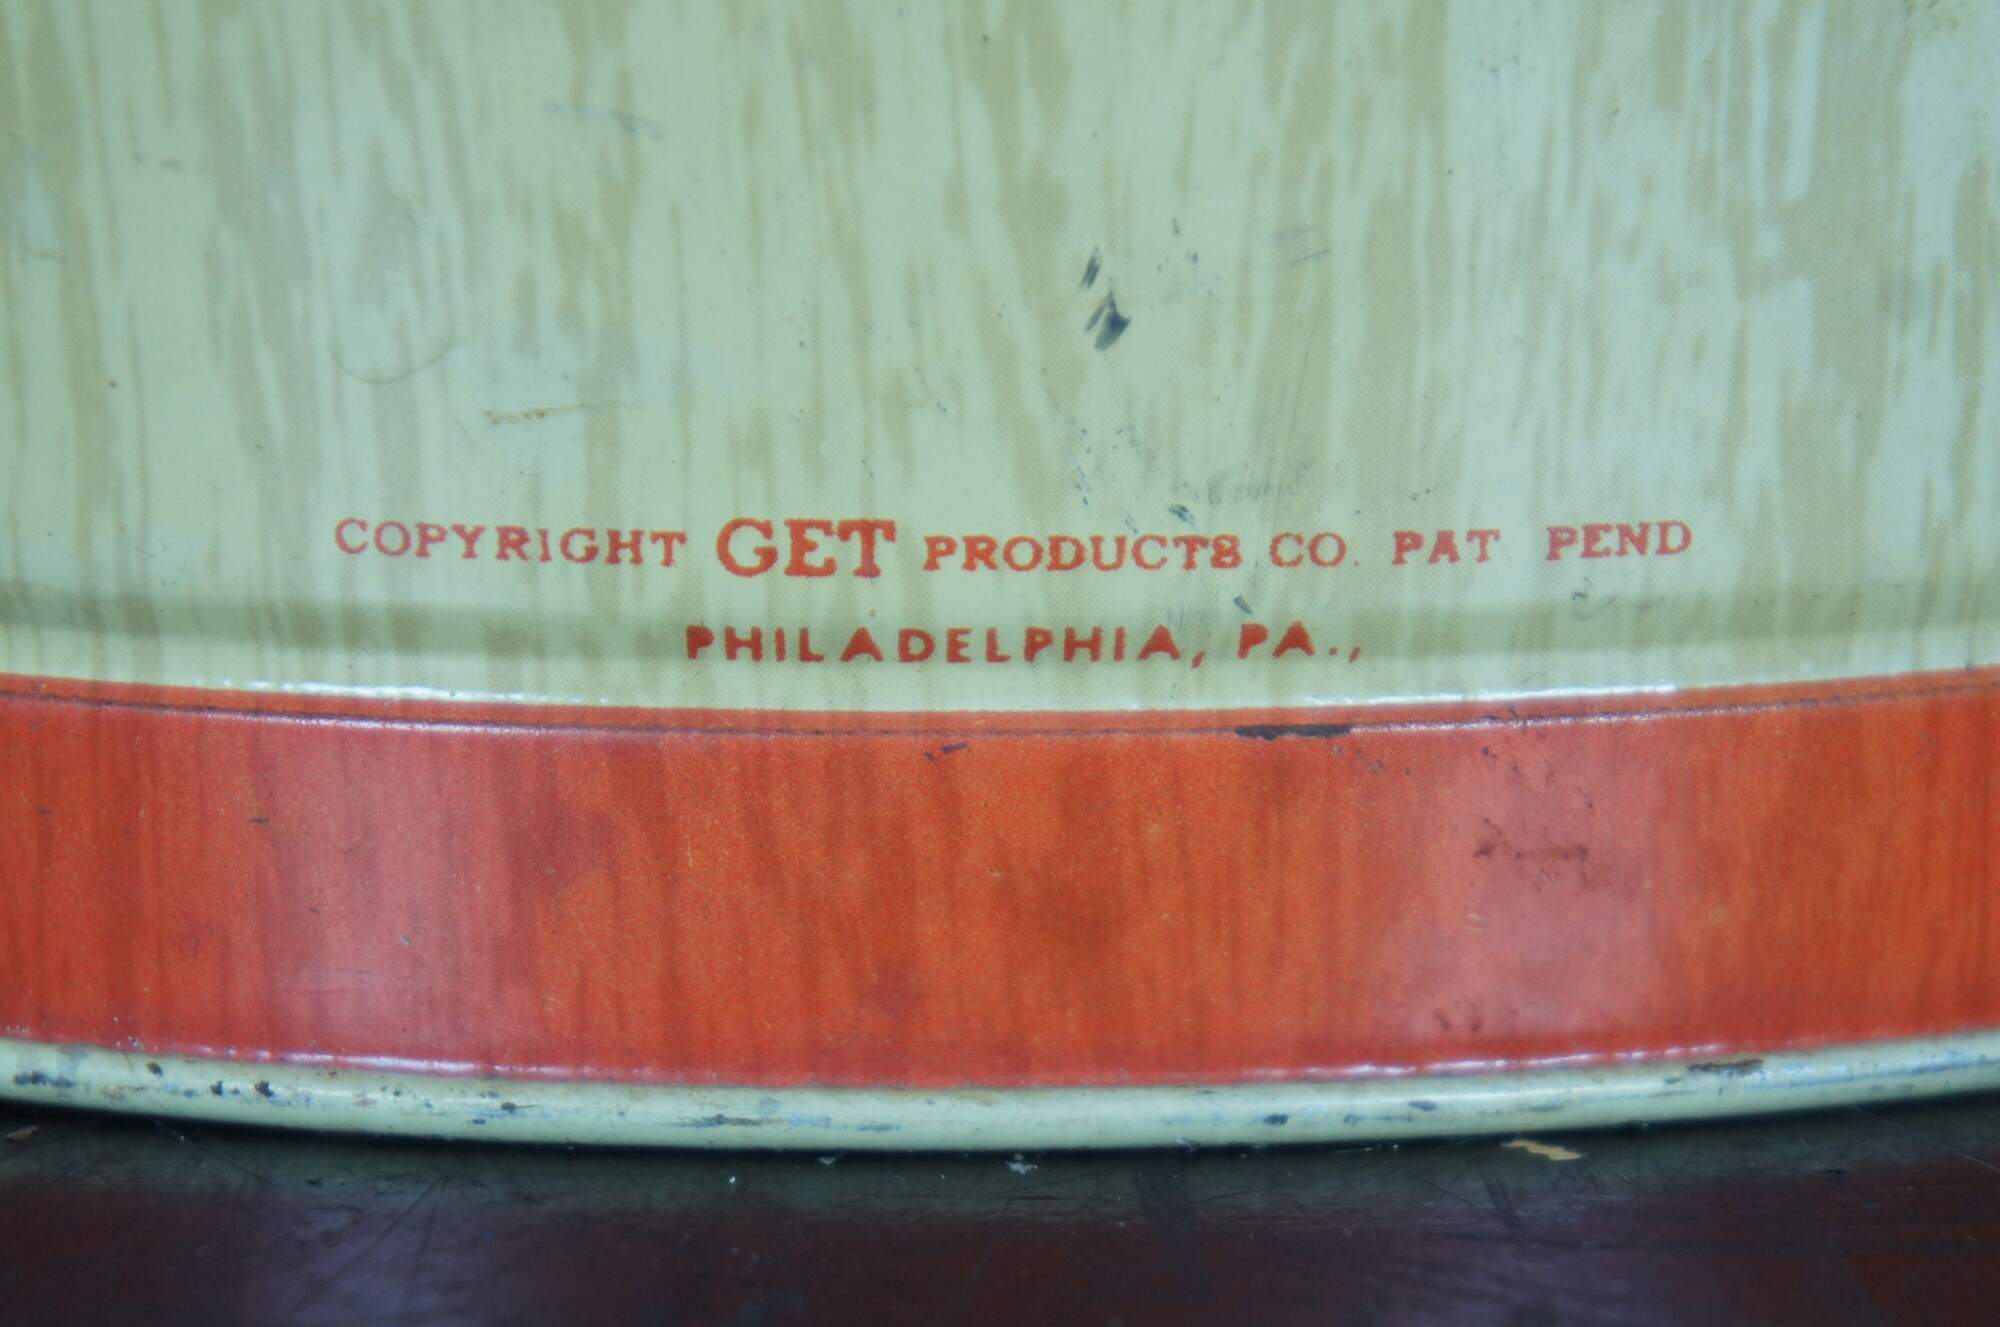 COPYRIGHT GET PRODUCTS CO. PAT PEND
PHILADELPHIA, PA.,